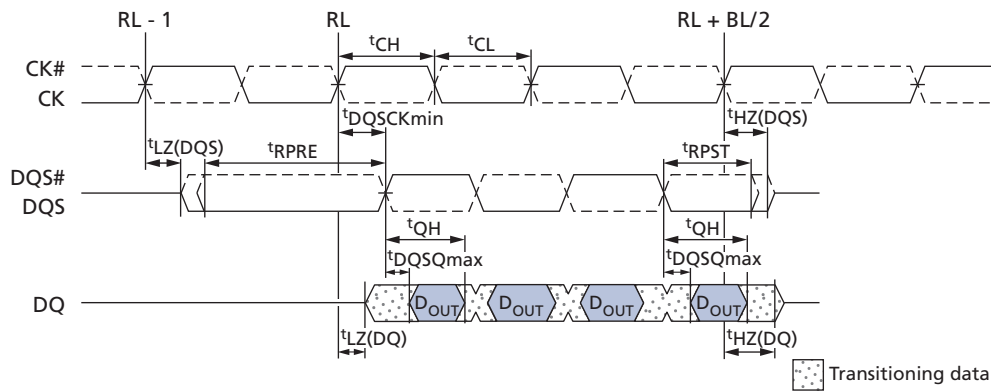 RL - 1
RL
RL + BL/2
tCH
tCL
CK#
CK
tDQSCKmin
tHZ(DQS)
tLZ(DQS)
tRPRE
tRPST
DQS#
DQS
tQH
tQH
tDQSQmax
tDQSQmax
DQ
DOUT
DOUT
DOUT
DOUT
tLZ(DQ)
tHZ(DQ)
Transitioning data